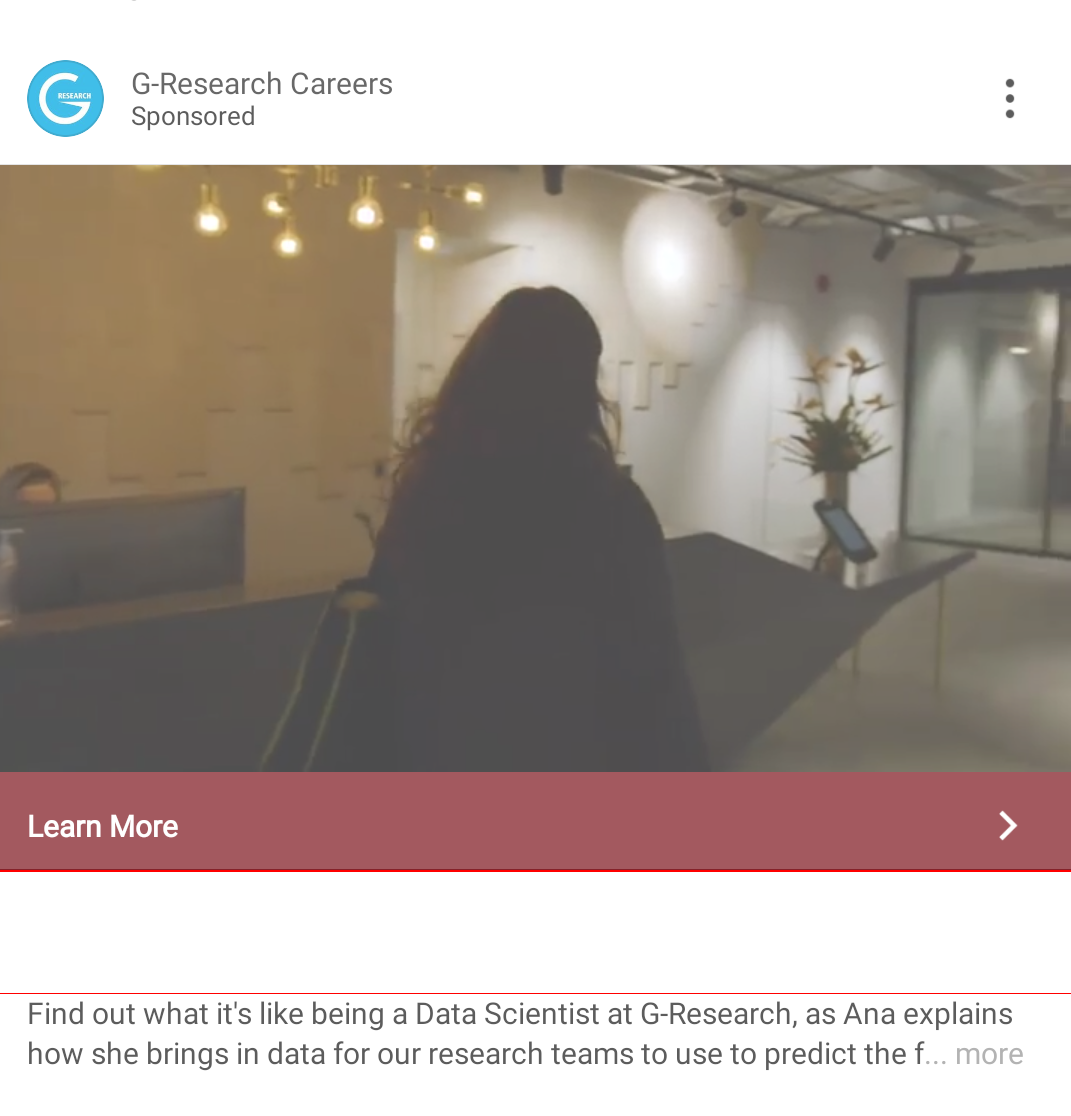 G-Research Careers
Sponsored
RESEARCH
Learn More
Find out what it's like being a Data Scientist at G-Research, as Ana explains
how she brings in data for our research teams to use to predict the f... more